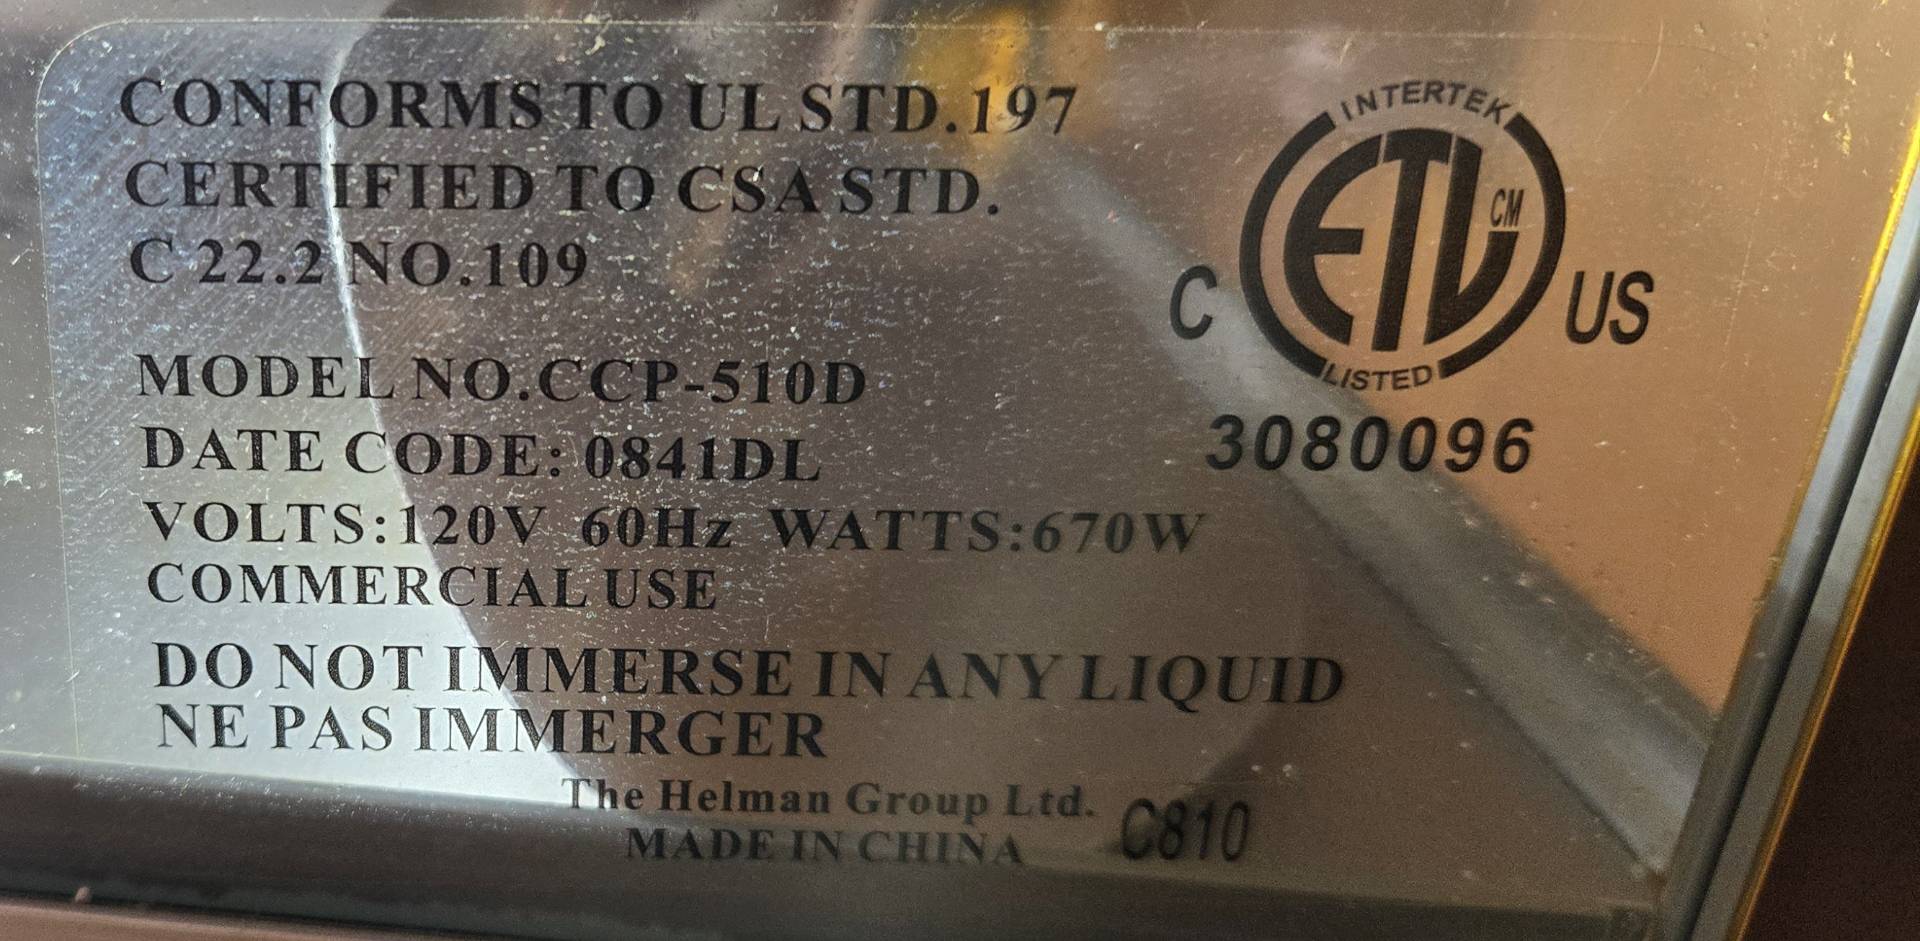 CONFORMS TO UL STD.197
CERTIFIED TO CSA STD.
C 22.2 NO.109
MODEL NO.CCP-510D
DATE CODE: 0841DL
VOLTS:120V 60Hz WATTS:670W
COMMERCIAL USE
DO NOT IMMERSE IN ANY LIQUID
NE PAS IMMERGER
The Helman Group Ltd.
MADE IN CHINA C810
INTERTEK
ETL CM
C US
LISTED
3080096